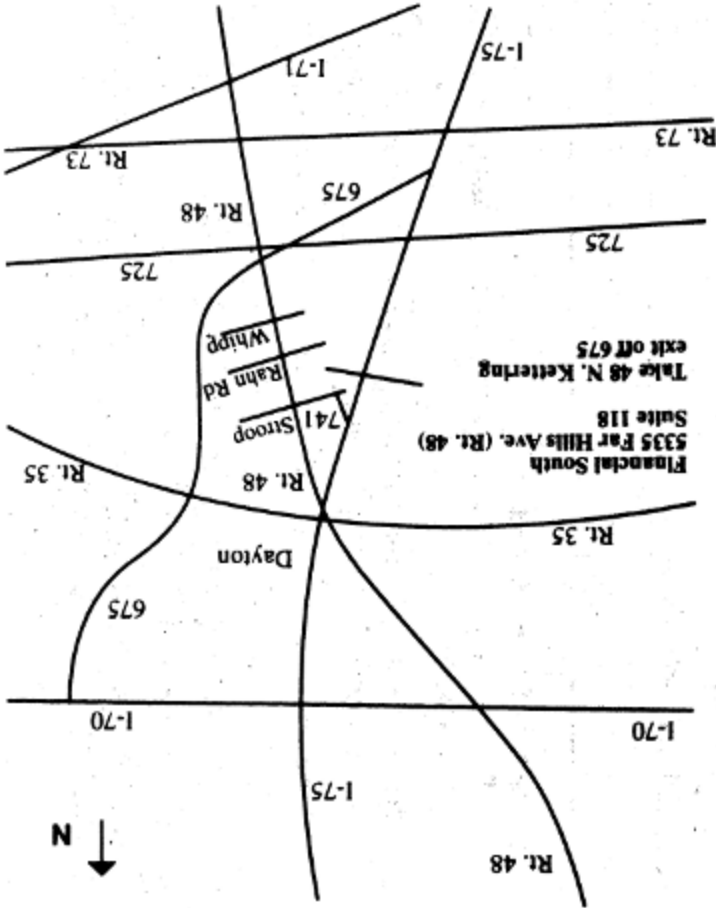 Rt. 48
N
I-75
I-70
I-70
675
Dayton
Rt. 35
Rt. 48
Rt. 35
Financial South
5335 Far Hills Ave. (Rt. 48)
Suite 118
Take 48 N. Kettering
exit off 675
741
Stroop
Rahn Rd
Whipp
725
725
Rt. 48
675
Rt. 73
Rt. 73
I-75
I-71